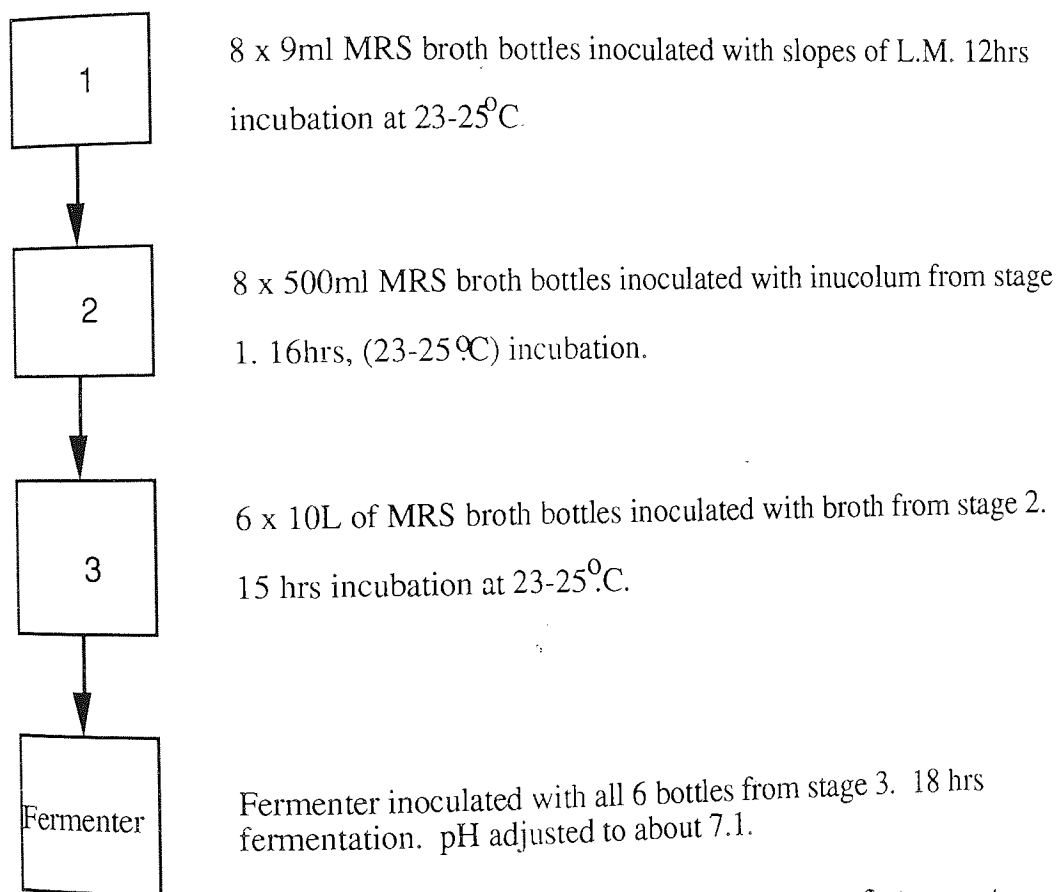 1
8 x 9ml MRS broth bottles inoculated with slopes of L.M. 12hrs
incubation at 23-25°C.
2
8 x 500ml MRS broth bottles inoculated with inucolum from stage
1. 16hrs, (23-25°C) incubation.
3
6 x 10L of MRS broth bottles inoculated with broth from stage 2.
15 hrs incubation at 23-25°C.
Fermenter
Fermenter inoculated with all 6 bottles from stage 3. 18 hrs
fermentation. pH adjusted to about 7.1.